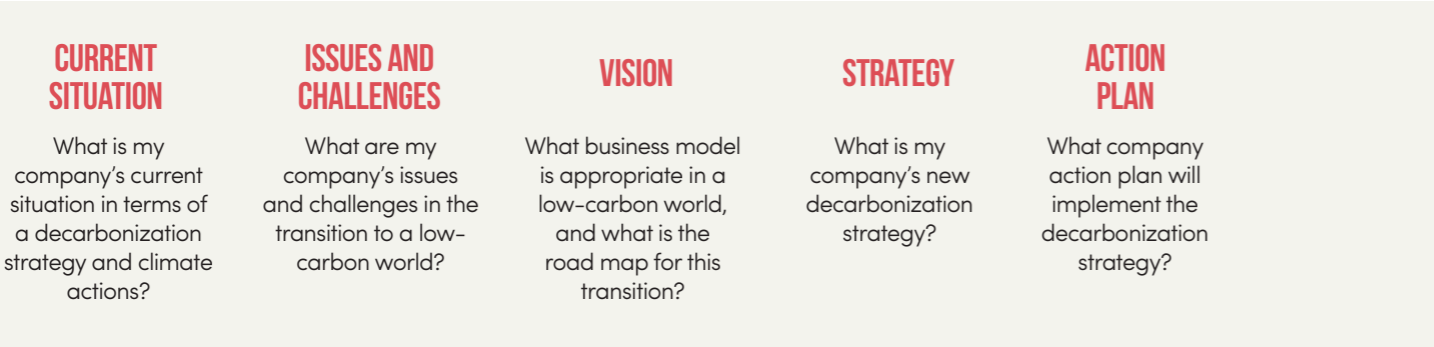 CURRENT
SITUATION
What is my
company's current
situation in terms of
a decarbonization
strategy and climate
actions?
ISSUES AND
CHALLENGES
What are my
company's issues
and challenges in the
transition to a low-
carbon world?
VISION
What business model
is appropriate in a
low-carbon world,
and what is the
road map for this
transition?
STRATEGY
What is my
company's new
decarbonization
strategy?
ACTION
PLAN
What company
action plan will
implement the
decarbonization
strategy?